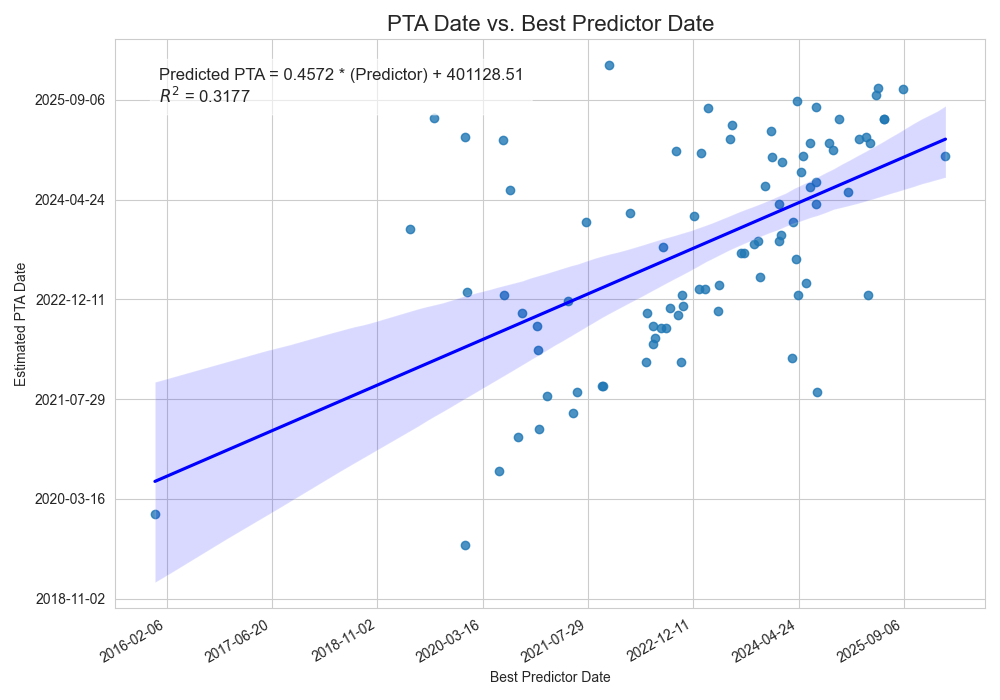 PTA Date vs. Best Predictor Date
Predicted PTA = 0.4572 * (Predictor) + 401128.51
R² = 0.3177
Estimated PTA Date
2025-09-06
2024-04-24
2022-12-11
2021-07-29
2020-03-16
2018-11-02
2016-02-06
2017-06-20
2018-11-02
2020-03-16
2021-07-29
2022-12-11
2024-04-24
2025-09-06
Best Predictor Date